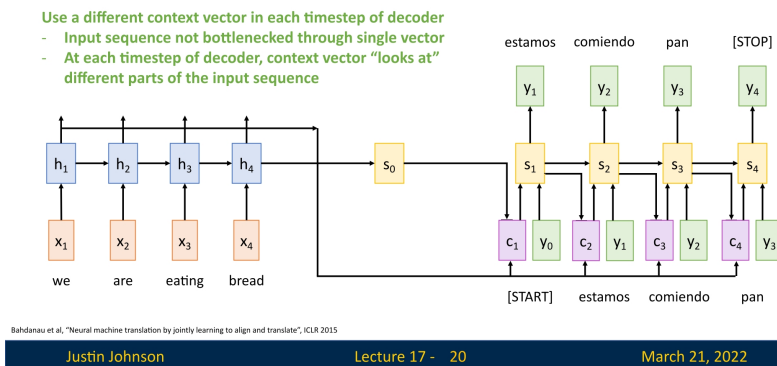 Use a different context vector in each timestep of decoder
- Input sequence not bottlenecked through single vector
- At each timestep of decoder, context vector “looks at”
different parts of the input sequence
estamos comiendo pan [STOP]
y1 y2 y3 y4
h1 h2 h3 h4 s0 s1 s2 s3 s4
x1 x2 x3 x4 c1 y0 c2 y1 c3 y2 c4 y3
we are eating bread
[START] estamos comiendo pan
Bahdanau et al, “Neural machine translation by jointly learning to align and translate”, ICLR 2015
Justin Johnson Lecture 17 - 20 March 21, 2022